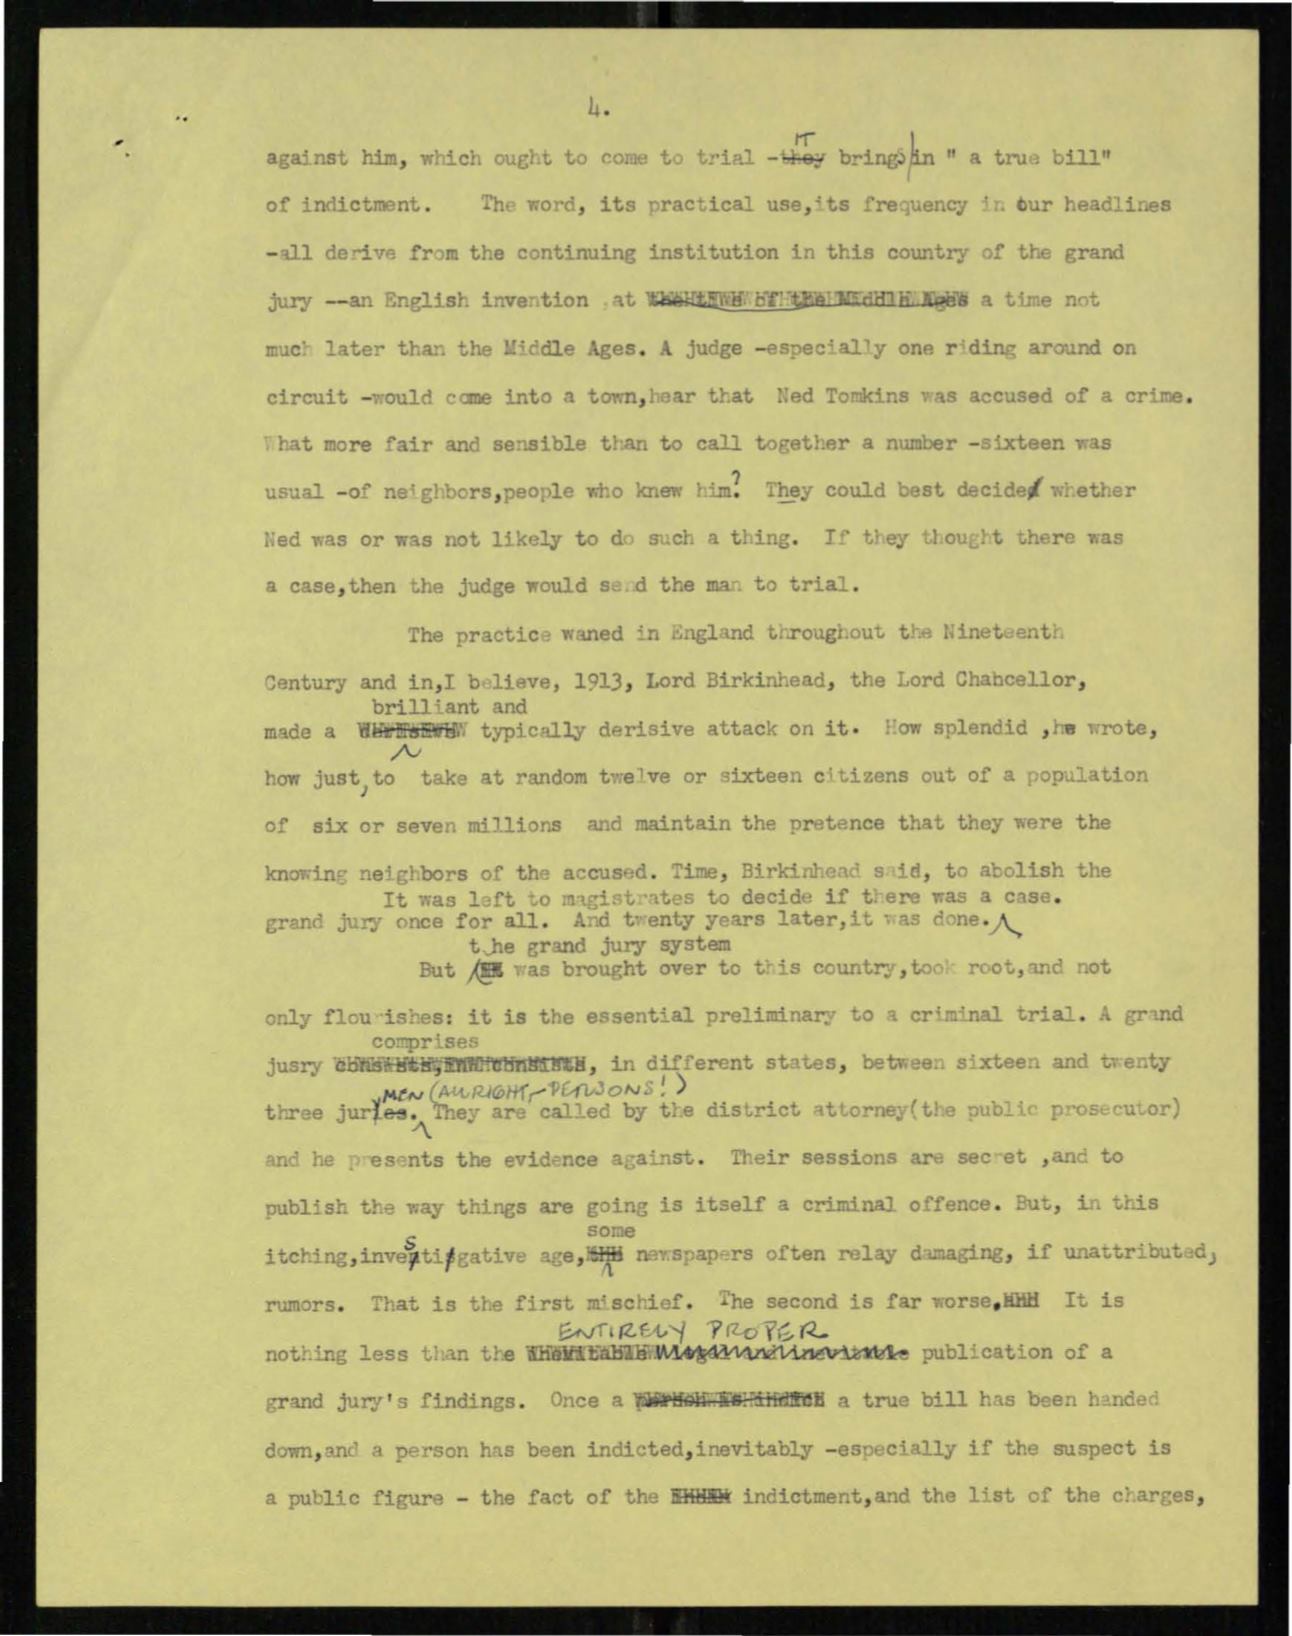 4.
IT
against him, which ought to come to trial -they brings in " a true bill"
of indictment. The word, its practical use,its frequency in our headlines
-all derive from the continuing institution in this country of the grand
jury --an English invention at the time of the Middle Ages a time not
much later than the Middle Ages. A judge -especially one riding around on
circuit -would come into a town,hear that Ned Tomkins was accused of a crime.
What more fair and sensible than to call together a number -sixteen was
usual -of neighbors,people who knew him? They could best decided whether
Ned was or was not likely to do such a thing. If they thought there was
a case,then the judge would send the man to trial.
The practice waned in England throughout the Nineteenth
Century and in,I believe, 1913, Lord Birkinhead, the Lord Chahcellor,
brilliant and
made a typically derisive attack on it. How splendid ,he wrote,
how just, to take at random twelve or sixteen citizens out of a population
of six or seven millions and maintain the pretence that they were the
knowing neighbors of the accused. Time, Birkinhead said, to abolish the
It was left to magistrates to decide if there was a case.
grand jury once for all. And twenty years later,it was done.
the grand jury system
But was brought over to this country,took root,and not
only flourishes: it is the essential preliminary to a criminal trial. A grand
comprises
jusry , in different states, between sixteen and twenty
MEN (ALL RIGHT, - PERSONS!)
three juries. They are called by the district attorney(the public prosecutor)
and he presents the evidence against. Their sessions are secret ,and to
publish the way things are going is itself a criminal offence. But, in this
some
itching,investigative age, the newspapers often relay damaging, if unattributed,
rumors. That is the first mischief. The second is far worse. It is
ENTIRELY PROPER
nothing less than the inevitable publication of a
grand jury's findings. Once a person is indict a true bill has been handed
down,and a person has been indicted,inevitably -especially if the suspect is
a public figure - the fact of the indictment,and the list of the charges,